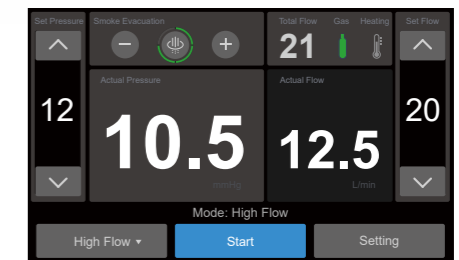 Set Pressure
Smoke Evacuation
Total Flow
Gas
Heating
Set Flow
21
12
20
Actual Pressure
10.5
mmHg
Actual Flow
12.5
L/min
Mode: High Flow
High Flow
Start
Setting